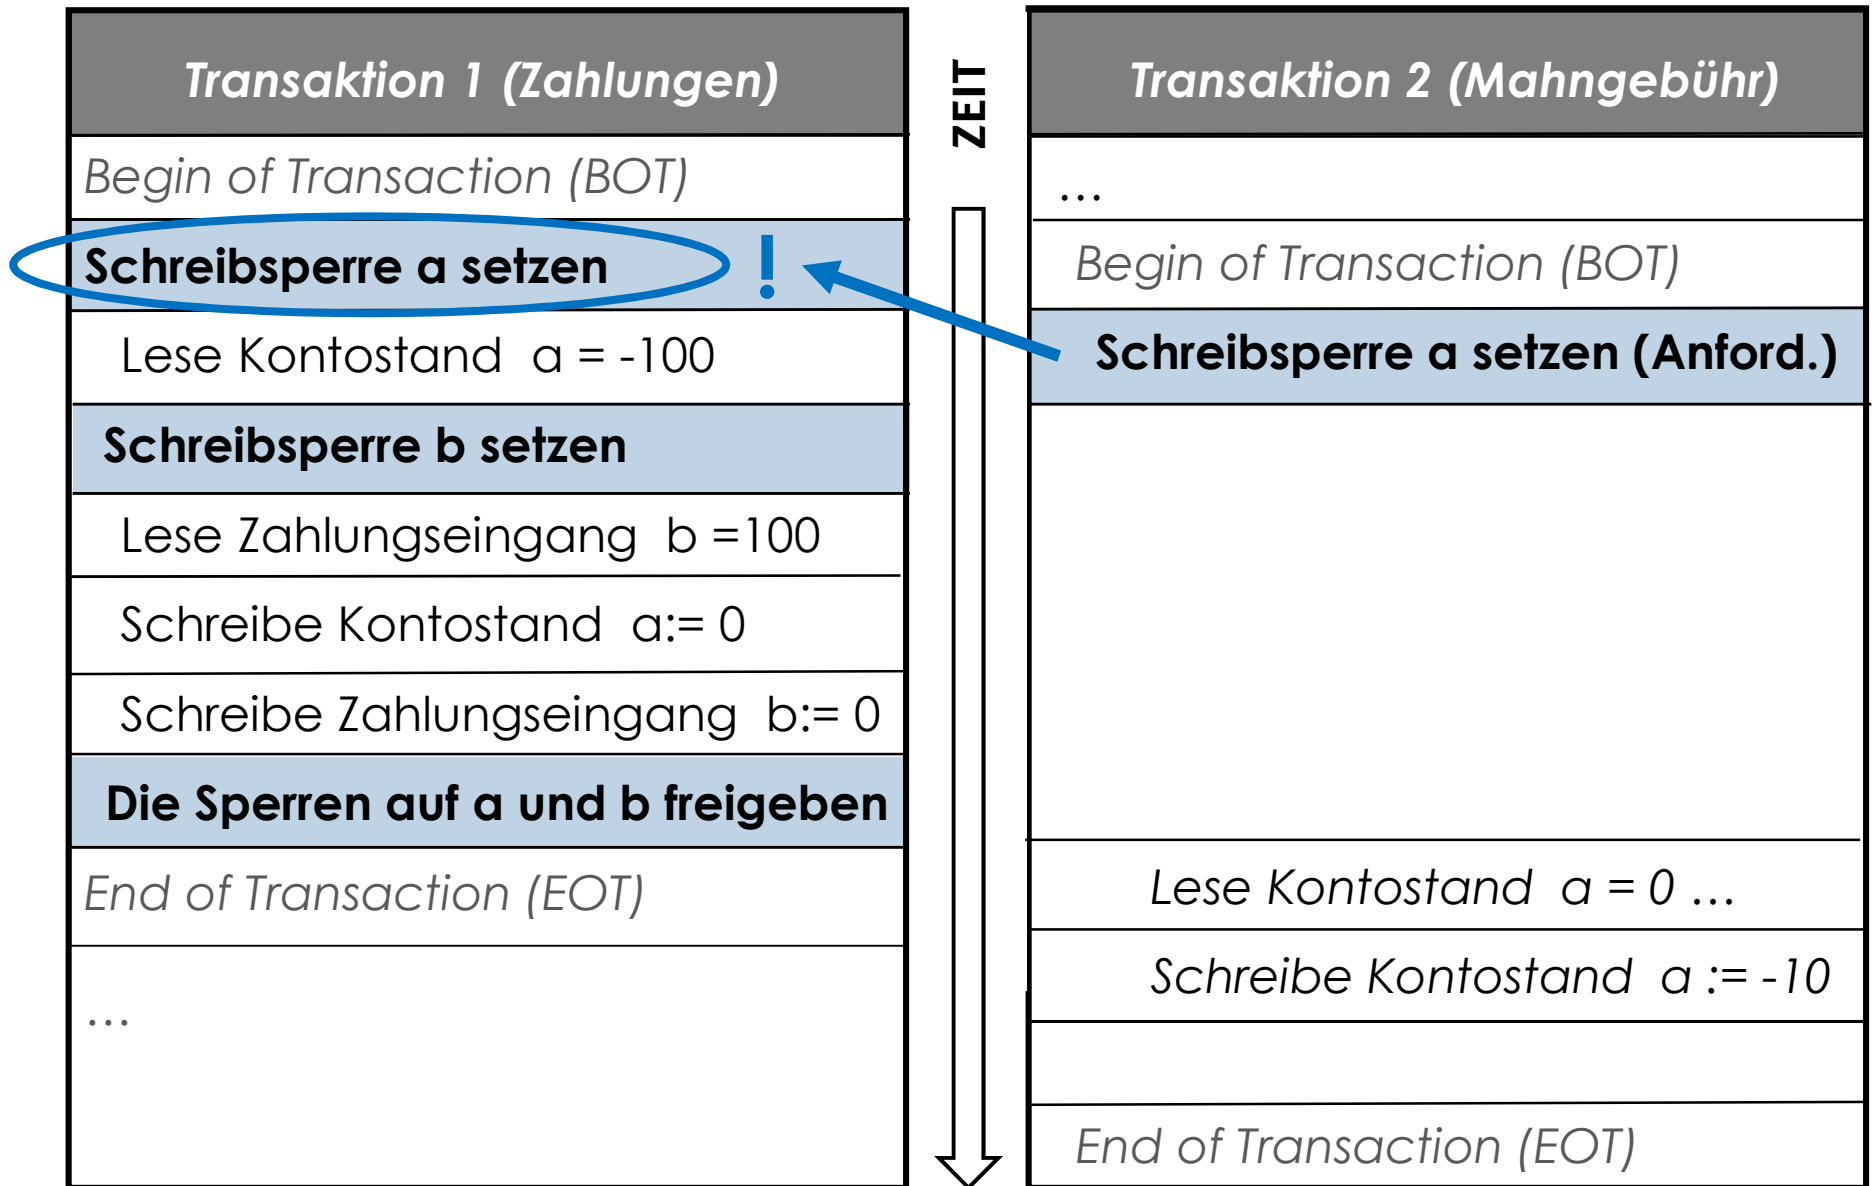 Transaktion 1 (Zahlungen)
Begin of Transaction (BOT)
Schreibsperre a setzen !
Lese Kontostand a = -100
Schreibsperre b setzen
Lese Zahlungseingang b =100
Schreibe Kontostand a:= 0
Schreibe Zahlungseingang b:= 0
Die Sperren auf a und b freigeben
End of Transaction (EOT)
...
ZEIT
Transaktion 2 (Mahngebühr)
...
Begin of Transaction (BOT)
Schreibsperre a setzen (Anford.)
Lese Kontostand a = 0 ...
Schreibe Kontostand a := -10
End of Transaction (EOT)